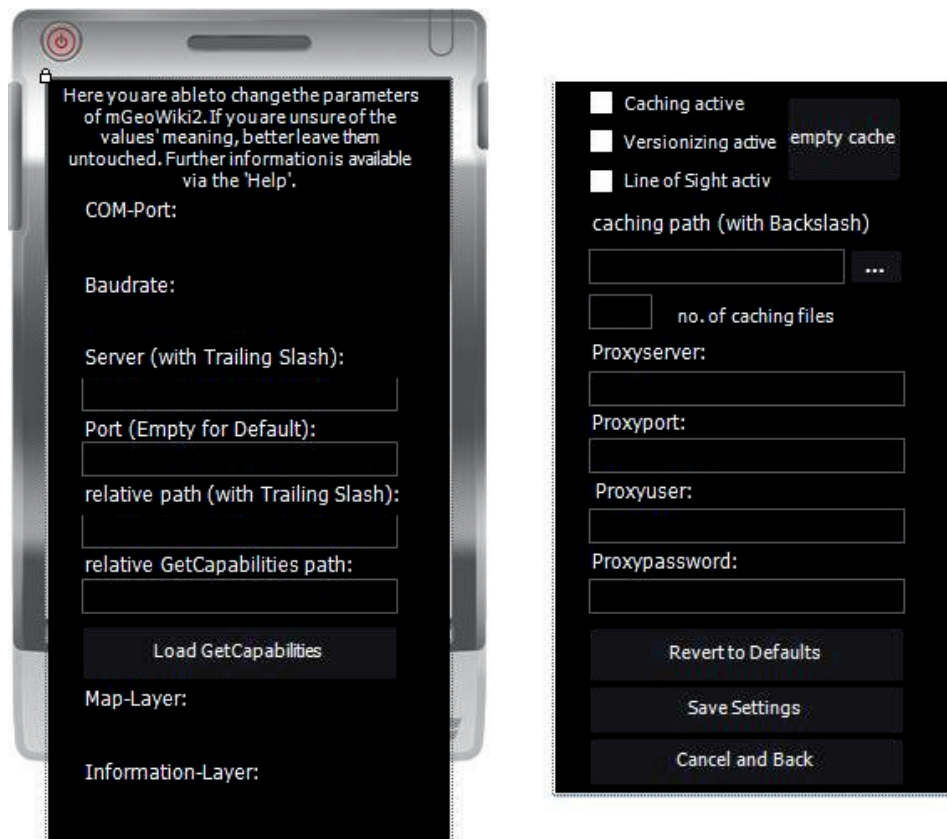 Here you are able to change the parameters
of mGeoWiki2. If you are unsure of the
values' meaning, better leave them
untouched. Further information is available
via the 'Help'.
COM-Port:
Baudrate:
Server (with Trailing Slash):
Port (Empty for Default):
relative path (with Trailing Slash):
relative GetCapabilities path:
Load GetCapabilities
Map-Layer:
Information-Layer:
Caching active
Versionizing active
empty cache
Line of Sight activ
caching path (with Backslash)
...
no. of caching files
Proxyserver:
Proxyport:
Proxyuser:
Proxypassword:
Revert to Defaults
Save Settings
Cancel and Back